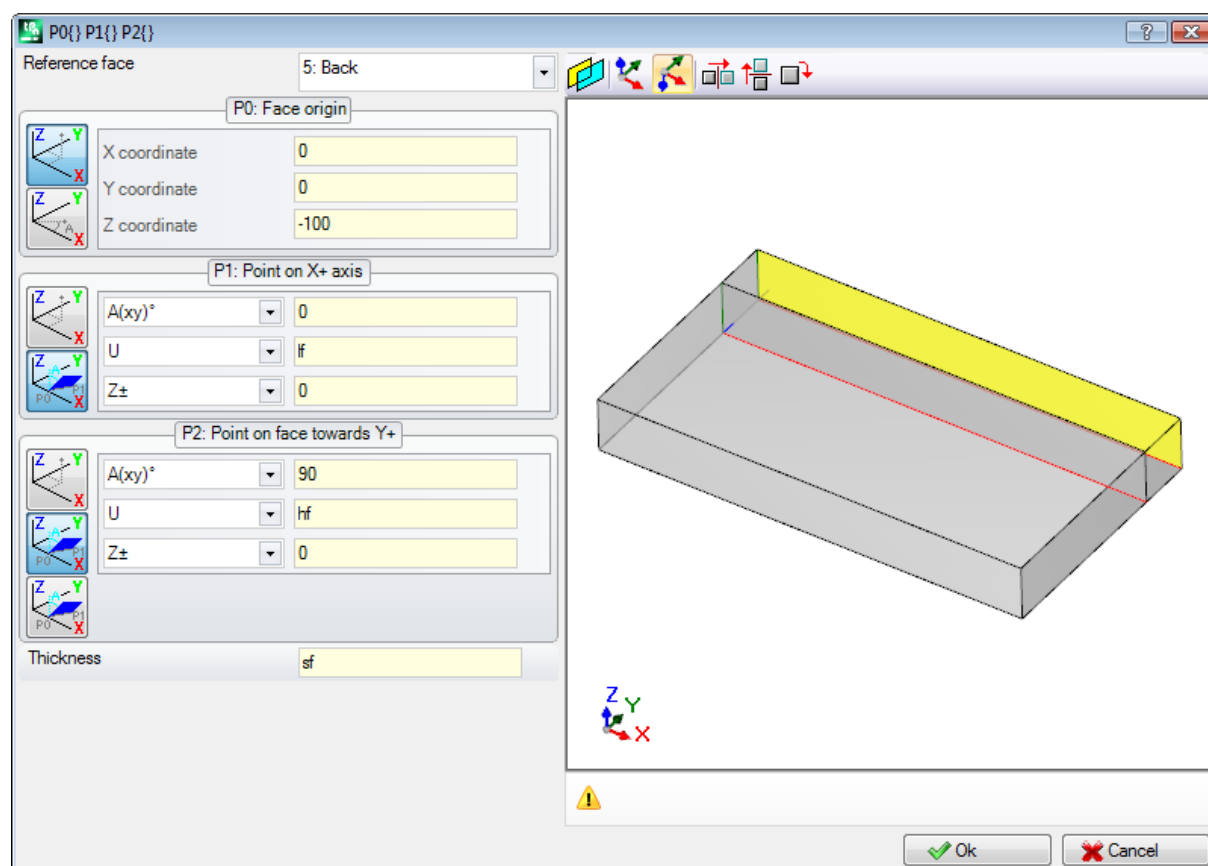 P0{} P1{} P2{}
Reference face 5: Back
P0: Face origin
X coordinate 0
Y coordinate 0
Z coordinate -100
P1: Point on X+ axis
A(xy)° 0
U lf
Z± 0
P2: Point on face towards Y+
A(xy)° 90
U hf
Z± 0
Thickness sf
Z
Y
X
Ok Cancel